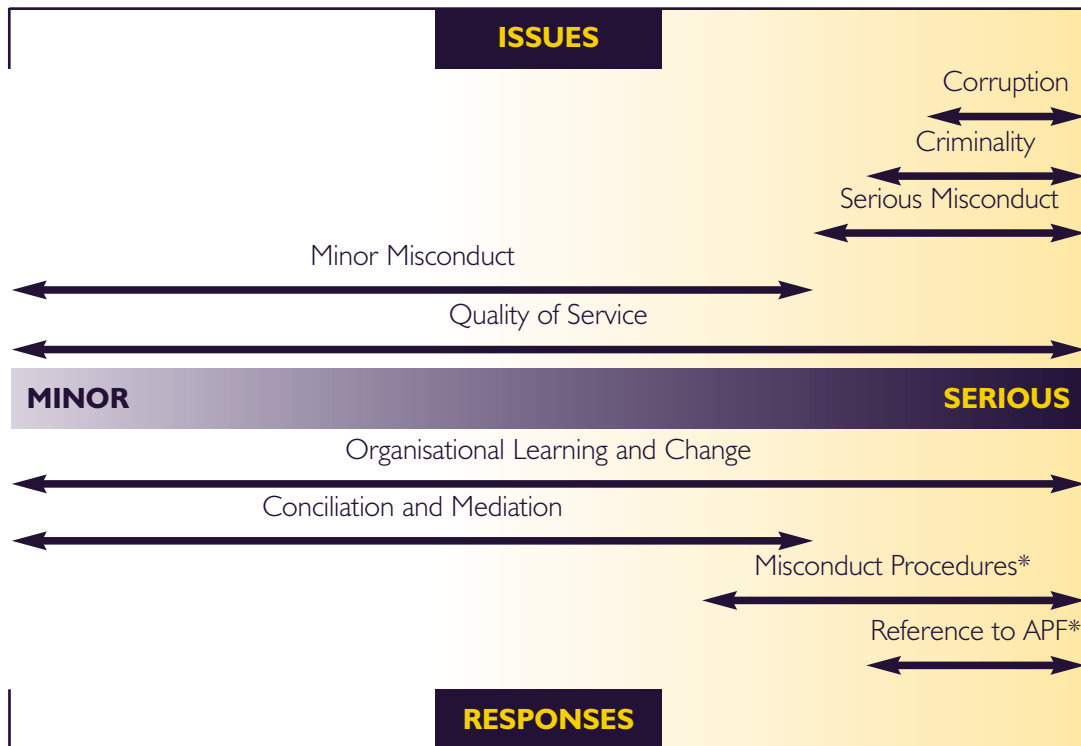 ISSUES
Corruption
Criminality
Serious Misconduct
Minor Misconduct
Quality of Service
MINOR SERIOUS
Organisational Learning and Change
Conciliation and Mediation
Misconduct Procedures*
Reference to APF*
RESPONSES